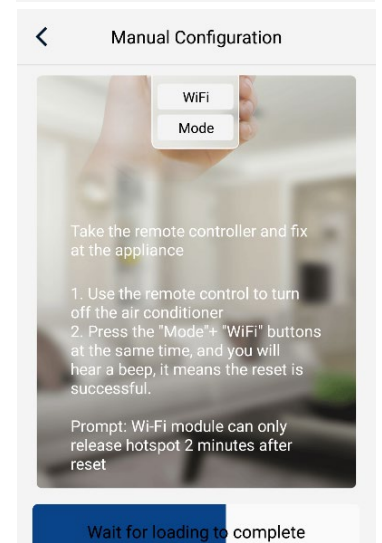 Manual Configuration
WiFi
Mode
Take the remote controller and fix
at the appliance
1. Use the remote control to turn
off the air conditioner
2. Press the "Mode"+ "WiFi" buttons
at the same time, and you will
hear a beep, it means the reset is
successful.
Prompt: Wi-Fi module can only
release hotspot 2 minutes after
reset
Wait for loading to complete